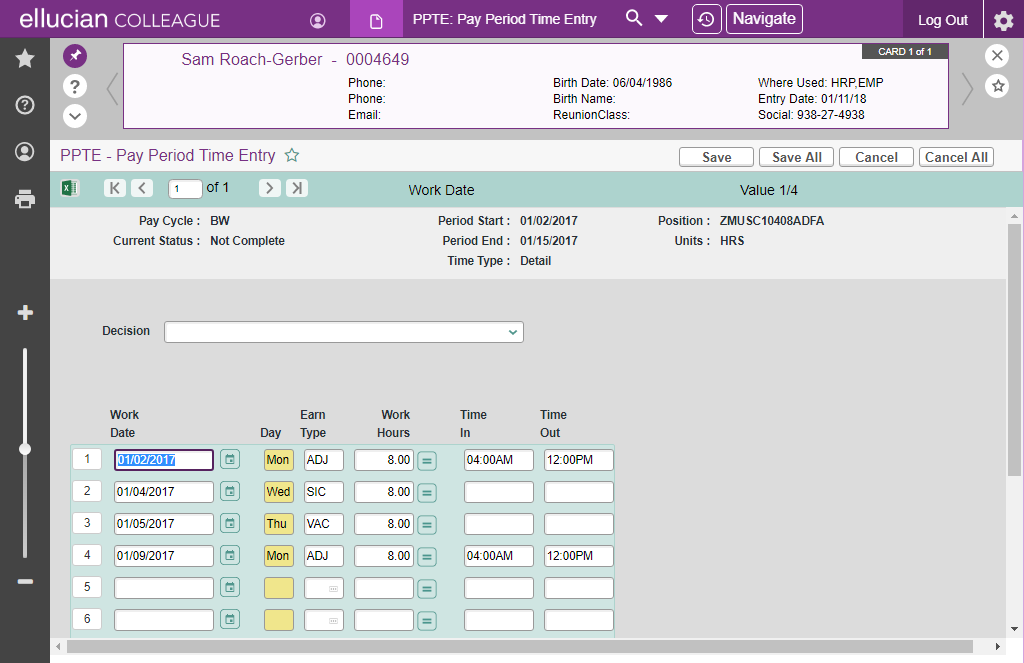 ellucian COLLEAGUE PPTE: Pay Period Time Entry Navigate Log Out
CARD 1 of 1
Sam Roach-Gerber - 0004649
Phone: Birth Date: 06/04/1986 Where Used: HRP,EMP
Phone: Birth Name: Entry Date: 01/11/18
Email: ReunionClass: Social: 938-27-4938
PPTE - Pay Period Time Entry Save Save All Cancel Cancel All
1 of 1 Work Date Value 1/4
Pay Cycle : BW Period Start : 01/02/2017 Position : ZMUSC10408ADFA
Current Status : Not Complete Period End : 01/15/2017 Units : HRS
Time Type : Detail
Decision
Work Earn Work Time Time
Date Day Type Hours In Out
1 01/02/2017 Mon ADJ 8.00 04:00AM 12:00PM
2 01/04/2017 Wed SIC 8.00
3 01/05/2017 Thu VAC 8.00
4 01/09/2017 Mon ADJ 8.00 04:00AM 12:00PM
5
6